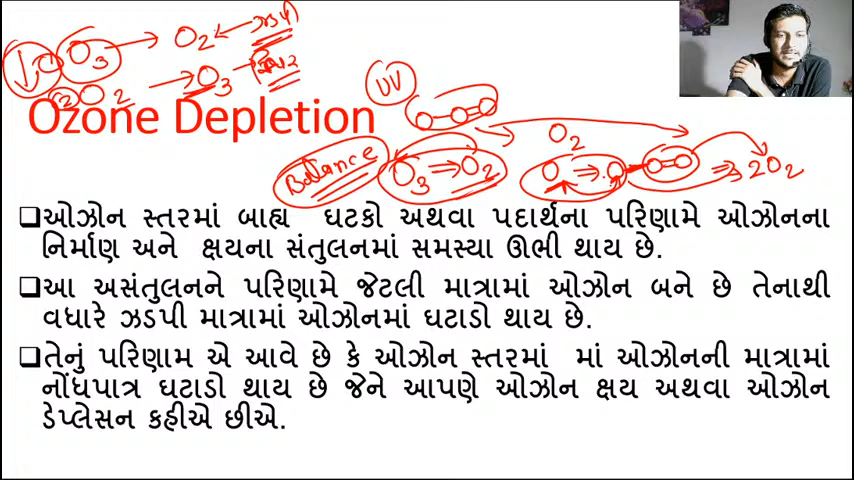 O3 → O2
O2 → O3
UV
Ozone Depletion
O2
Balance
O3 ⇒ O2
⇒ 2O2
❑ઓઝોન સ્તરમાં બાહ્ય ઘટકો અથવા પદાર્થના પરિણામે ઓઝોનના
નિર્માણ અને ક્ષયના સંતુલનમાં સમસ્યા ઊભી થાય છે.
❑આ અસંતુલનને પરિણામે જેટલી માત્રામાં ઓઝોન બને છે તેનાથી
વધારે ઝડપી માત્રામાં ઓઝોનમાં ઘટાડો થાય છે.
❑તેનું પરિણામ એ આવે છે કે ઓઝોન સ્તરમાં માં ઓઝોનની માત્રામાં
નોંધપાત્ર ઘટાડો થાય છે જેને આપણે ઓઝોન ક્ષય અથવા ઓઝોન
ડેપ્લેસન કહીએ છીએ.